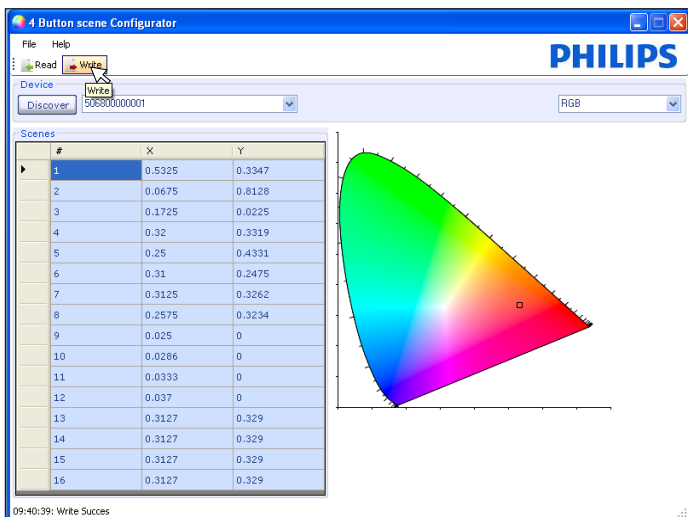 4 Button scene Configurator
File Help
PHILIPS
Read Write
Write
Device
Discover 506800000001 RGB
Scenes
# X Y
1 0.5325 0.3347
2 0.0675 0.8128
3 0.1725 0.0225
4 0.32 0.3319
5 0.25 0.4331
6 0.31 0.2475
7 0.3125 0.3262
8 0.2575 0.3234
9 0.025 0
10 0.0286 0
11 0.0333 0
12 0.037 0
13 0.3127 0.329
14 0.3127 0.329
15 0.3127 0.329
16 0.3127 0.329
09:40:39: Write Succes